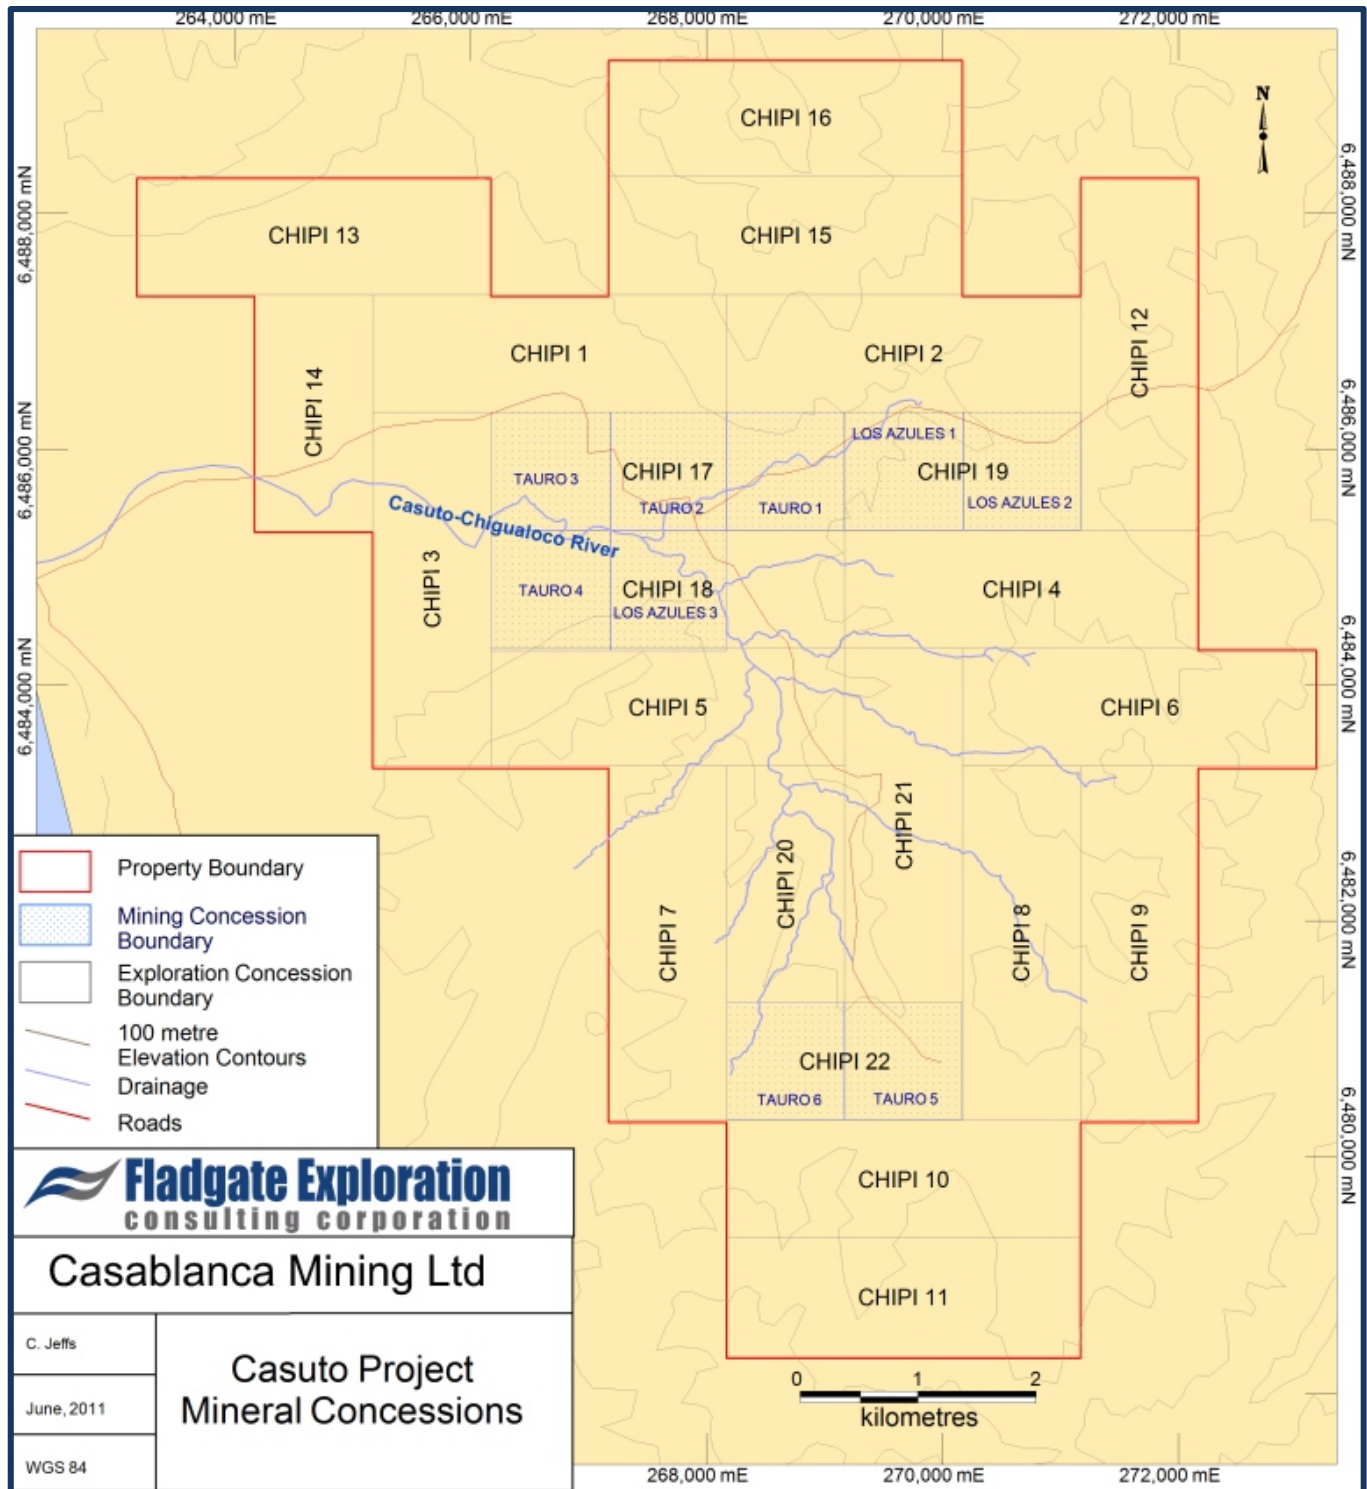 264,000 mE
266,000 mE
268,000 mE
270,000 mE
272,000 mE
N
6,488,000 mN
6,488,000 mN
CHIPI 16
CHIPI 13
CHIPI 15
CHIPI 12
CHIPI 1
CHIPI 2
CHIPI 14
6,486,000 mN
6,486,000 mN
LOS AZULES 1
TAURO 3
CHIPI 17
CHIPI 19
TAURO 2
TAURO 1
LOS AZULES 2
Casuto-Chigualoco River
CHIPI 3
TAURO 4
CHIPI 18
LOS AZULES 3
CHIPI 4
6,484,000 mN
6,484,000 mN
CHIPI 5
CHIPI 6
CHIPI 21
CHIPI 20
CHIPI 7
CHIPI 8
CHIPI 9
6,482,000 mN
CHIPI 22
TAURO 6
TAURO 5
6,480,000 mN
CHIPI 10
CHIPI 11
Property Boundary
Mining Concession
Boundary
Exploration Concession
Boundary
100 metre
Elevation Contours
Drainage
Roads
Fladgate Exploration
consulting corporation
Casablanca Mining Ltd
C. Jeffs
June, 2011
WGS 84
Casuto Project
Mineral Concessions
0
1
2
kilometres
268,000 mE
270,000 mE
272,000 mE